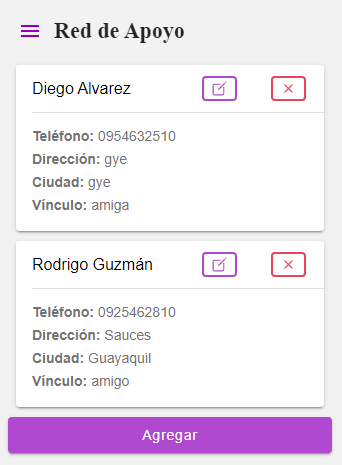 Red de Apoyo
Diego Alvarez
Teléfono: 0954632510
Dirección: gye
Ciudad: gye
Vínculo: amiga
Rodrigo Guzmán
Teléfono: 0925462810
Dirección: Sauces
Ciudad: Guayaquil
Vínculo: amigo
Agregar